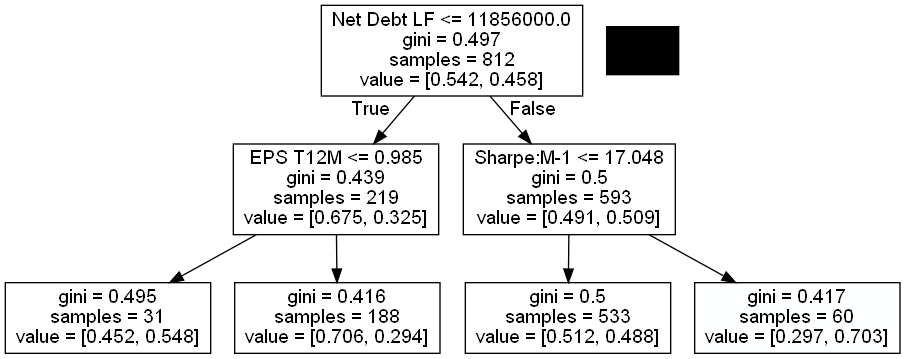 Net Debt LF <= 11856000.0
gini = 0.497
samples = 812
value = [0.542, 0.458]
True
False
EPS T12M <= 0.985
gini = 0.439
samples = 219
value = [0.675, 0.325]
Sharpe:M-1 <= 17.048
gini = 0.5
samples = 593
value = [0.491, 0.509]
gini = 0.495
samples = 31
value = [0.452, 0.548]
gini = 0.416
samples = 188
value = [0.706, 0.294]
gini = 0.5
samples = 533
value = [0.512, 0.488]
gini = 0.417
samples = 60
value = [0.297, 0.703]